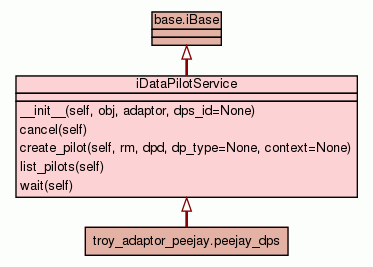 base.iBase
iDataPilotService
__init__(self, obj, adaptor, dps_id=None)
cancel(self)
create_pilot(self, rm, dpd, dp_type=None, context=None)
list_pilots(self)
wait(self)
troy_adaptor_peejay.peejay_dps